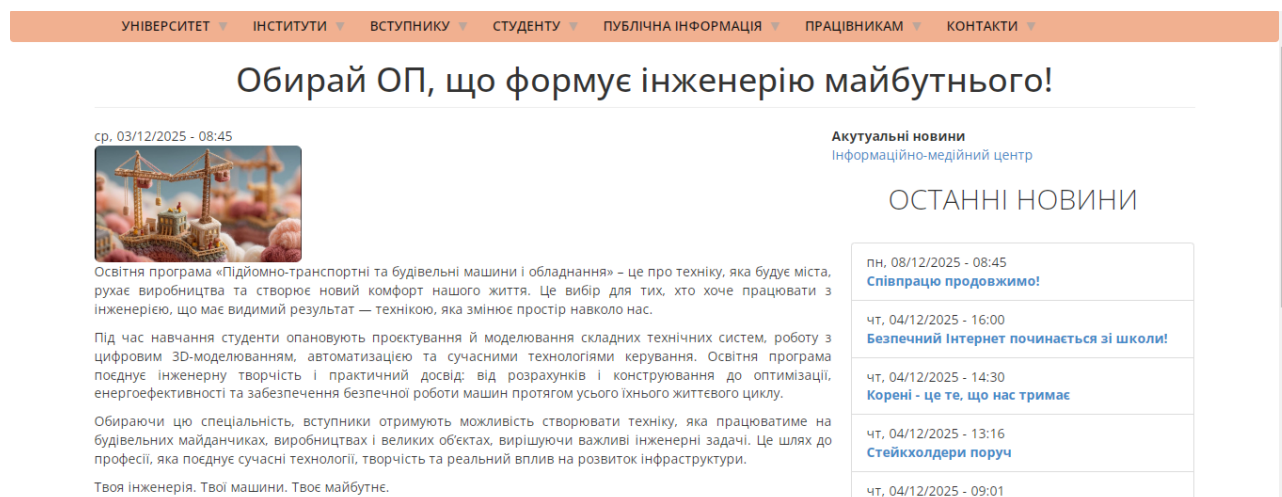 УНІВЕРСИТЕТ ІНСТИТУТИ ВСТУПНИКУ СТУДЕНТУ ПУБЛІЧНА ІНФОРМАЦІЯ ПРАЦІВНИКАМ КОНТАКТИ
Обирай ОП, що формує інженерію майбутнього!
ср, 03/12/2025 - 08:45
Освітня програма «Підйомно-транспортні та будівельні машини і обладнання» – це про техніку, яка будує міста,
рухає виробництва та створює новий комфорт нашого життя. Це вибір для тих, хто хоче працювати з
інженерією, що має видимий результат — технікою, яка змінює простір навколо нас.
Під час навчання студенти опановують проєктування й моделювання складних технічних систем, роботу з
цифровим 3D-моделюванням, автоматизацією та сучасними технологіями керування. Освітня програма
поєднує інженерну творчість і практичний досвід: від розрахунків і конструювання до оптимізації,
енергоефективності та забезпечення безпечної роботи машин протягом усього їхнього життєвого циклу.
Обираючи цю спеціальність, вступники отримують можливість створювати техніку, яка працюватиме на
будівельних майданчиках, виробництвах і великих об’єктах, вирішуючи важливі інженерні задачі. Це шлях до
професії, яка поєднує сучасні технології, творчість та реальний вплив на розвиток інфраструктури.
Твоя інженерія. Твої машини. Твоє майбутнє.
Акутуальні новини
Інформаційно-медійний центр
ОСТАННІ НОВИНИ
пн, 08/12/2025 - 08:45
Співпрацю продовжимо!
чт, 04/12/2025 - 16:00
Безпечний Інтернет починається зі школи!
чт, 04/12/2025 - 14:30
Корені - це те, що нас тримає
чт, 04/12/2025 - 13:16
Стейкхолдери поруч
чт, 04/12/2025 - 09:01